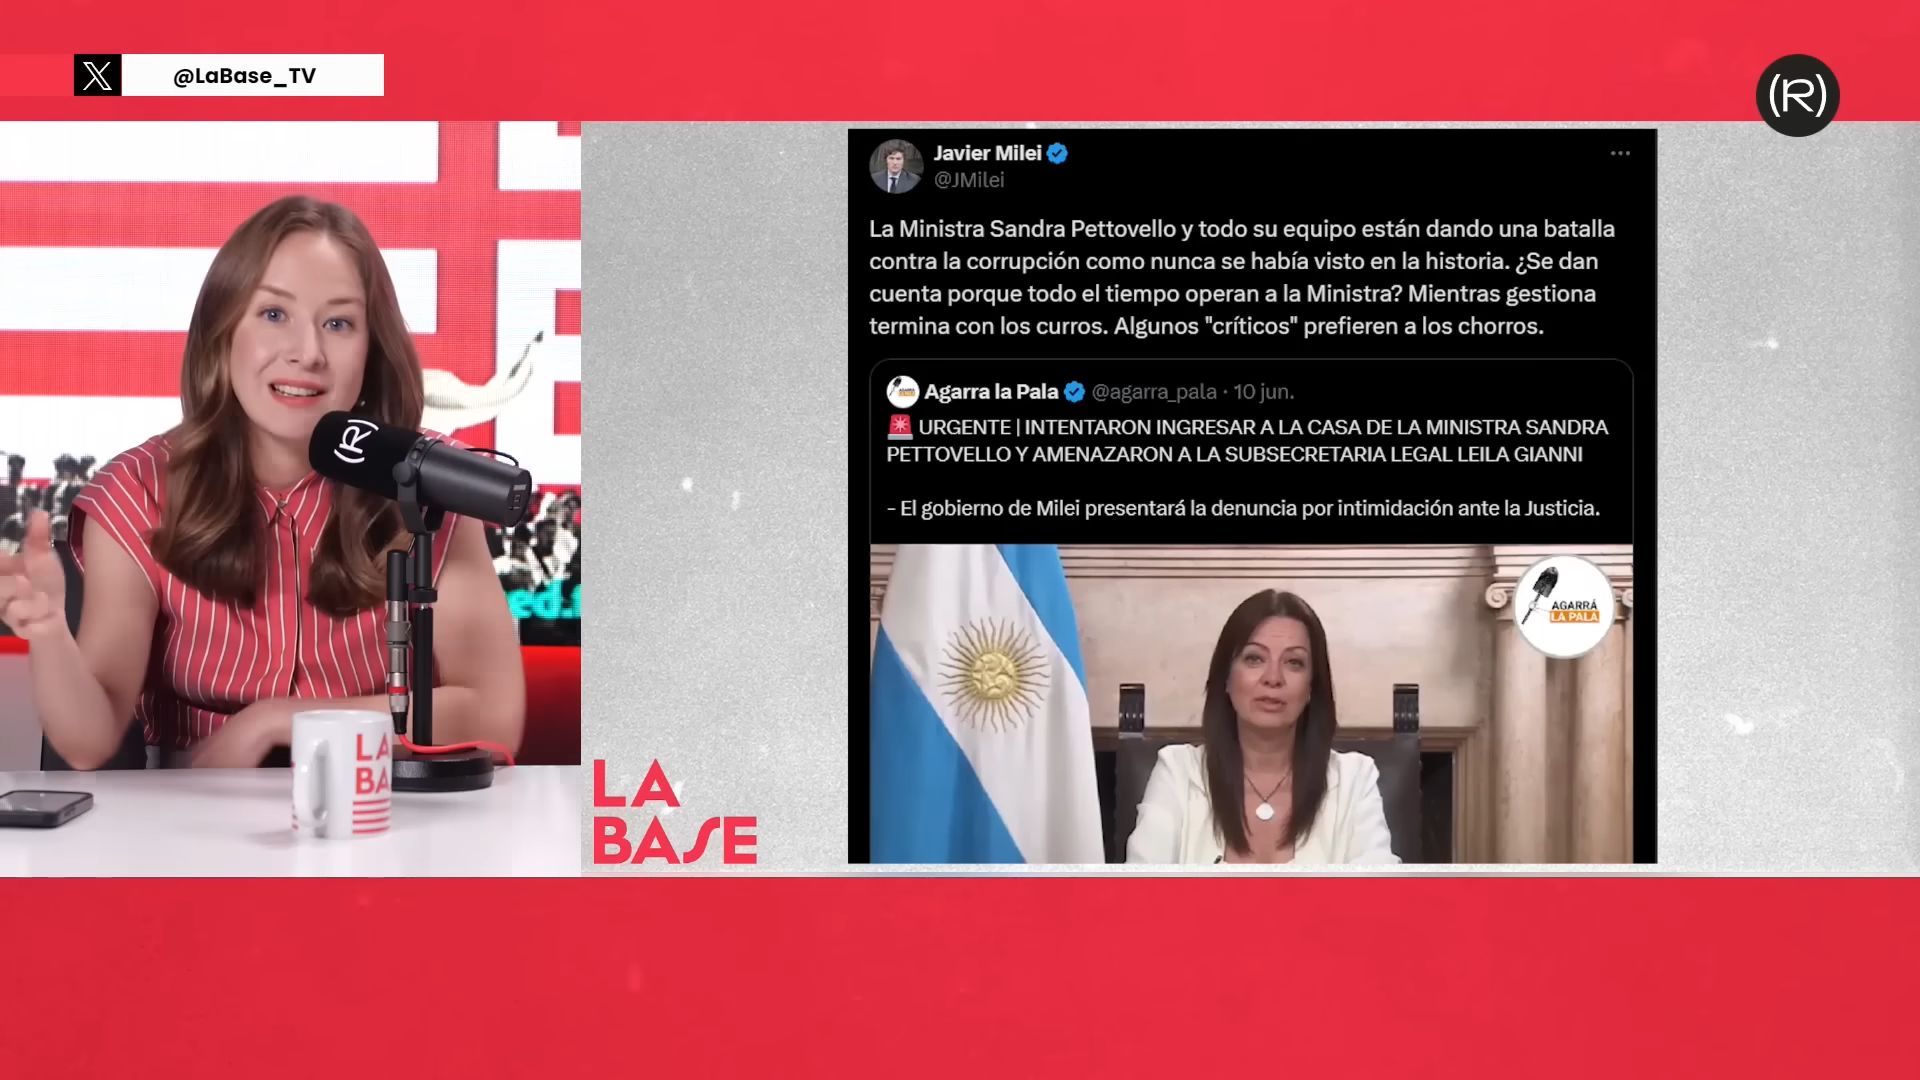 @LaBase_TV
(R)
Javier Milei
@JMilei
La Ministra Sandra Pettovello y todo su equipo están dando una batalla
contra la corrupción como nunca se había visto en la historia. ¿Se dan
cuenta porque todo el tiempo operan a la Ministra? Mientras gestiona
termina con los curros. Algunos "críticos" prefieren a los chorros.
Agarra la Pala @agarra_pala · 10 jun.
URGENTE | INTENTARON INGRESAR A LA CASA DE LA MINISTRA SANDRA
PETTOVELLO Y AMENAZARON A LA SUBSECRETARIA LEGAL LEILA GIANNI
- El gobierno de Milei presentará la denuncia por intimidación ante la Justicia.
AGARRÁ
LA PALA
(R)
ed.
LA
BA
LA
BASE